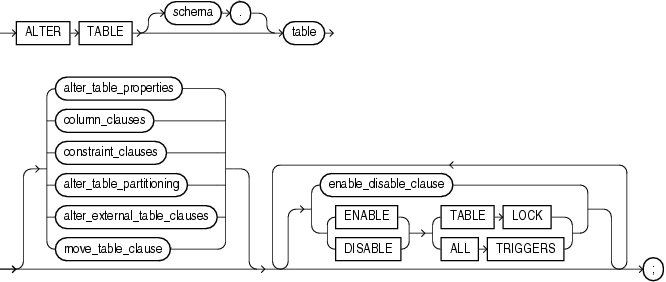 schema .
ALTER TABLE table
alter_table_properties
column_clauses
constraint_clauses
alter_table_partitioning
enable_disable_clause
alter_external_table_clauses
ENABLE TABLE LOCK
move_table_clause
DISABLE ALL TRIGGERS
;